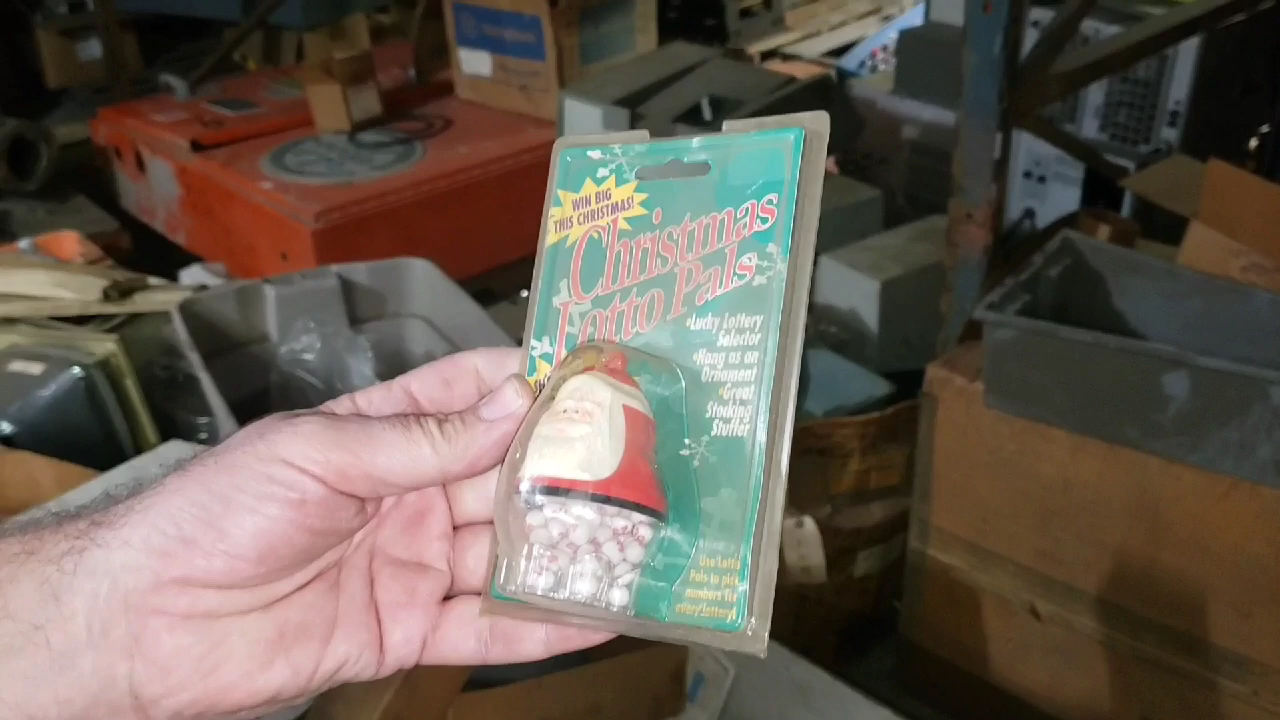 WIN BIG
THIS CHRISTMAS!
Christmas
Lotto Pals
•Lucky Lottery
Selector
•Hang as an
Ornament
•Great
Stocking
Stuffer
Use Lotto
Pals to pick
numbers for
every lottery!